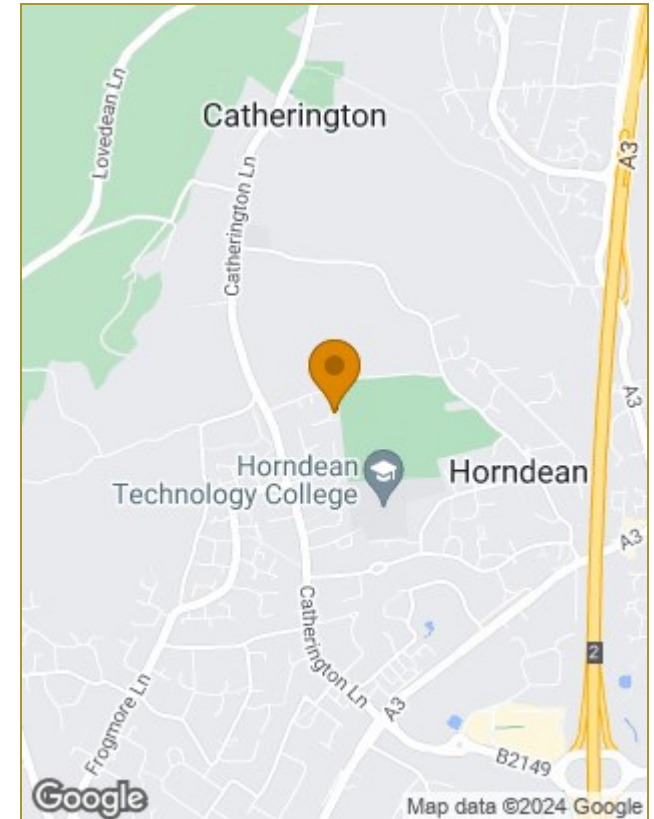 Catherington
Lovedean Ln
A3
Catherington Ln
A3
Horndean
Technology College
Horndean
A3
Catherington Ln
2
A3
Frogmore Ln
B2149
Google
Map data ©2024 Google